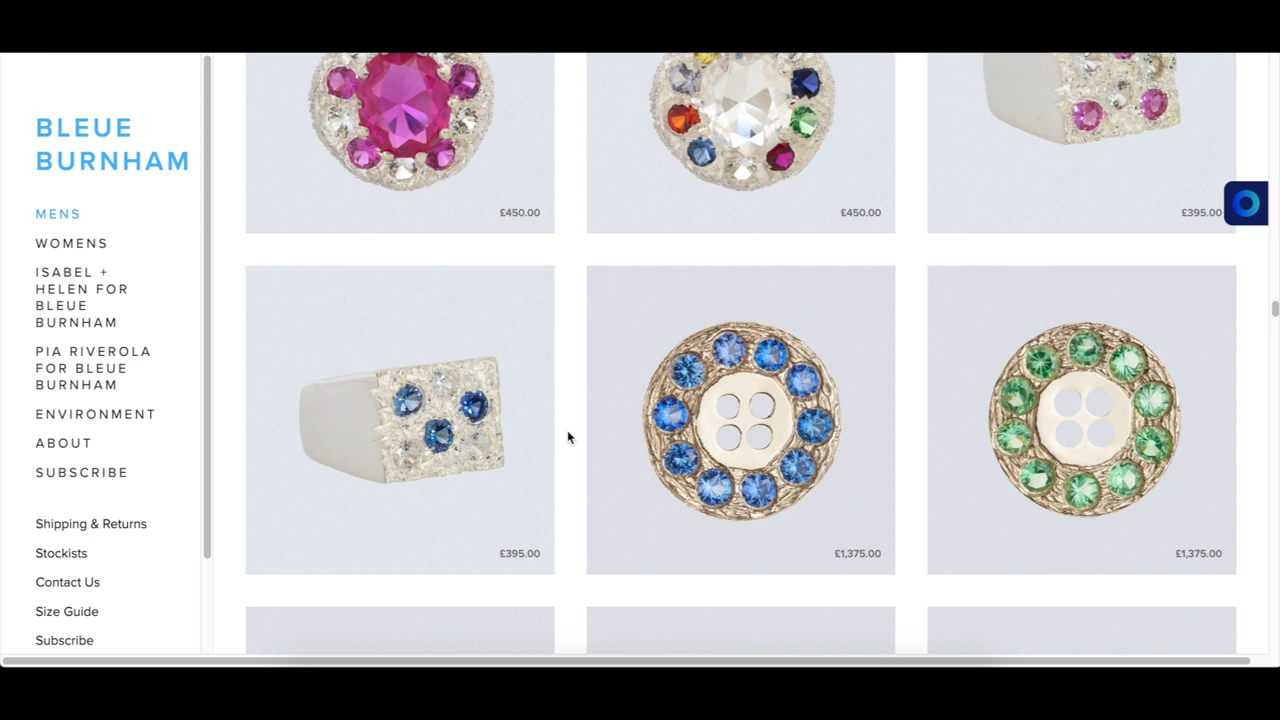 BLEUE
BURNHAM
MENS
WOMENS
ISABEL +
HELEN FOR
BLEUE
BURNHAM
PIA RIVEROLA
FOR BLEUE
BURNHAM
ENVIRONMENT
ABOUT
SUBSCRIBE
Shipping & Returns
Stockists
Contact Us
Size Guide
Subscribe
£450.00
£450.00
£395.00
£395.00
£1,375.00
£1,375.00